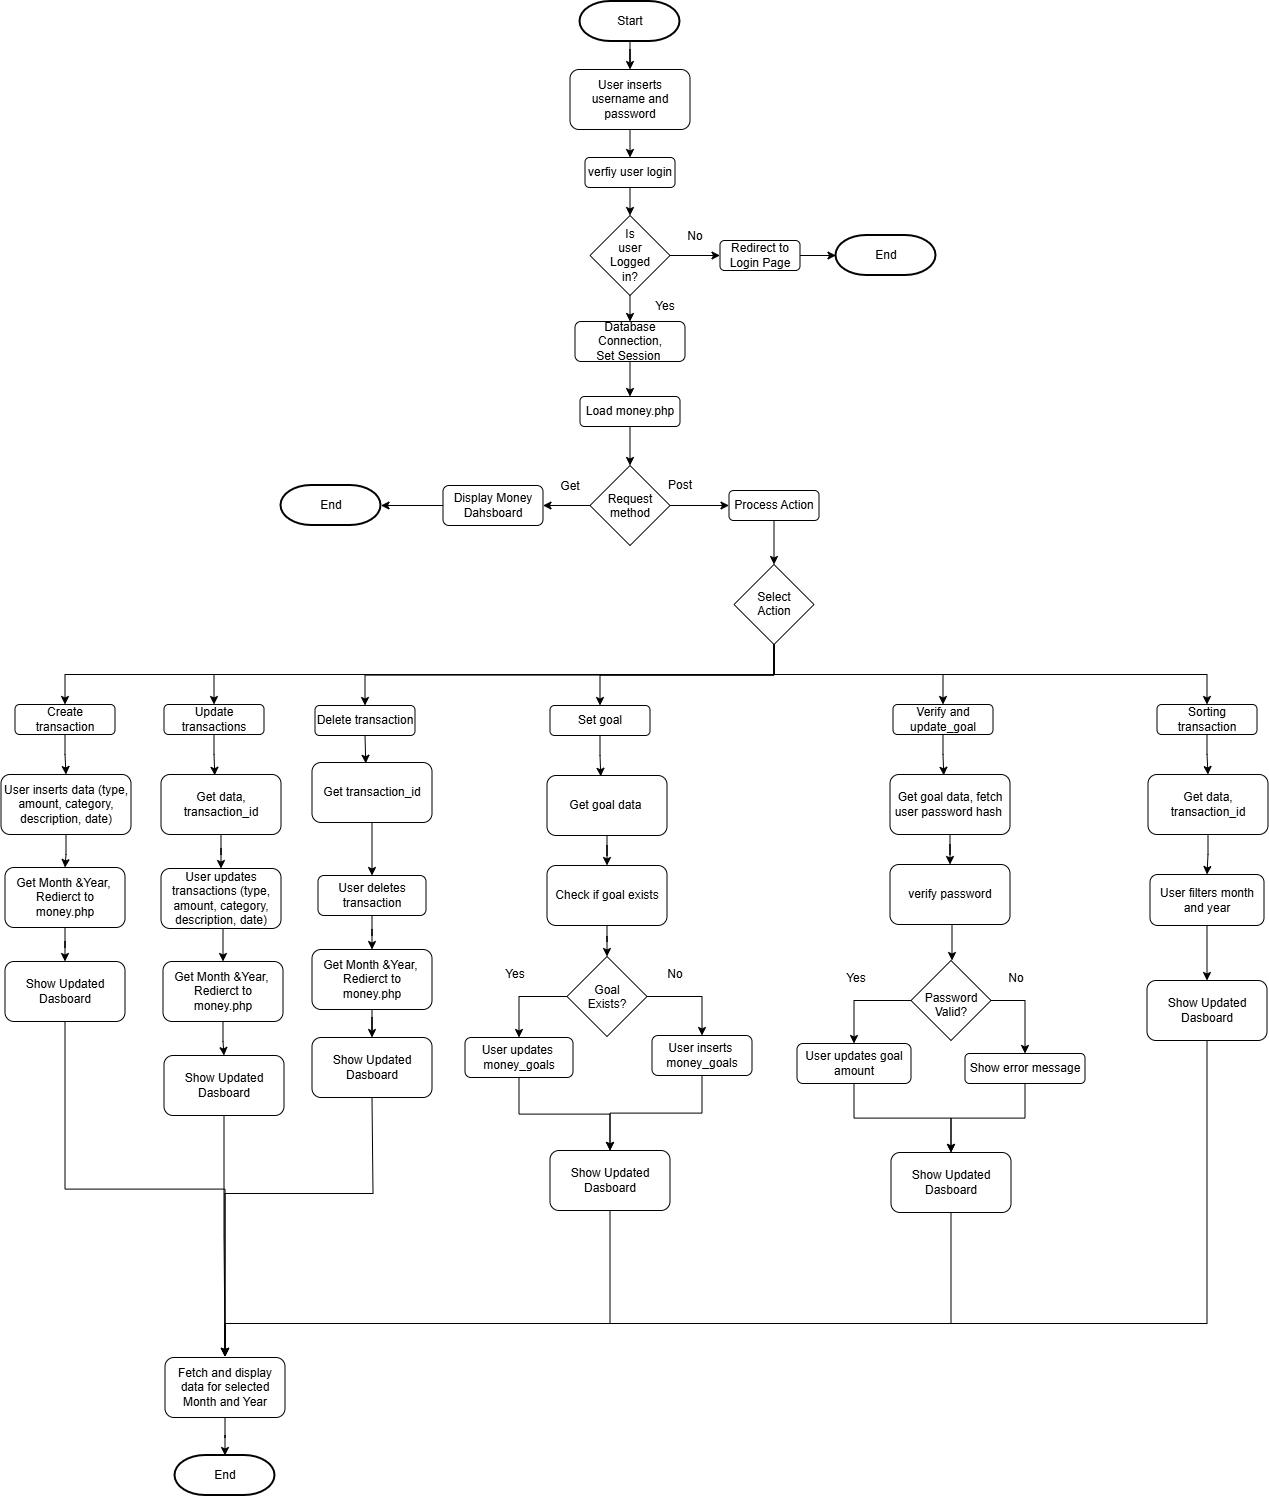 Start
User inserts
username and
password
verfiy user login
Is
user
Logged
in?
No
Redirect to
Login Page
End
Yes
Database
Connection,
Set Session
Load money.php
Request
method
Get
Display Money
Dahsboard
End
Post
Process Action
Select
Action
Create
transaction
User inserts data (type,
amount, category,
description, date)
Get Month &Year,
Redierct to
money.php
Show Updated
Dasboard
Update
transactions
Get data,
transaction_id
User updates
transactions (type,
amount, category,
description, date)
Get Month &Year,
Redierct to
money.php
Show Updated
Dasboard
Delete transaction
Get transaction_id
User deletes
transaction
Get Month &Year,
Redierct to
money.php
Show Updated
Dasboard
Set goal
Get goal data
Check if goal exists
Goal
Exists?
Yes
No
User updates
money_goals
User inserts
money_goals
Show Updated
Dasboard
Verify and
update_goal
Get goal data, fetch
user password hash
verify password
Password
Valid?
Yes
No
User updates goal
amount
Show error message
Show Updated
Dasboard
Sorting
transaction
Get data,
transaction_id
User filters month
and year
Show Updated
Dasboard
Fetch and display
data for selected
Month and Year
End